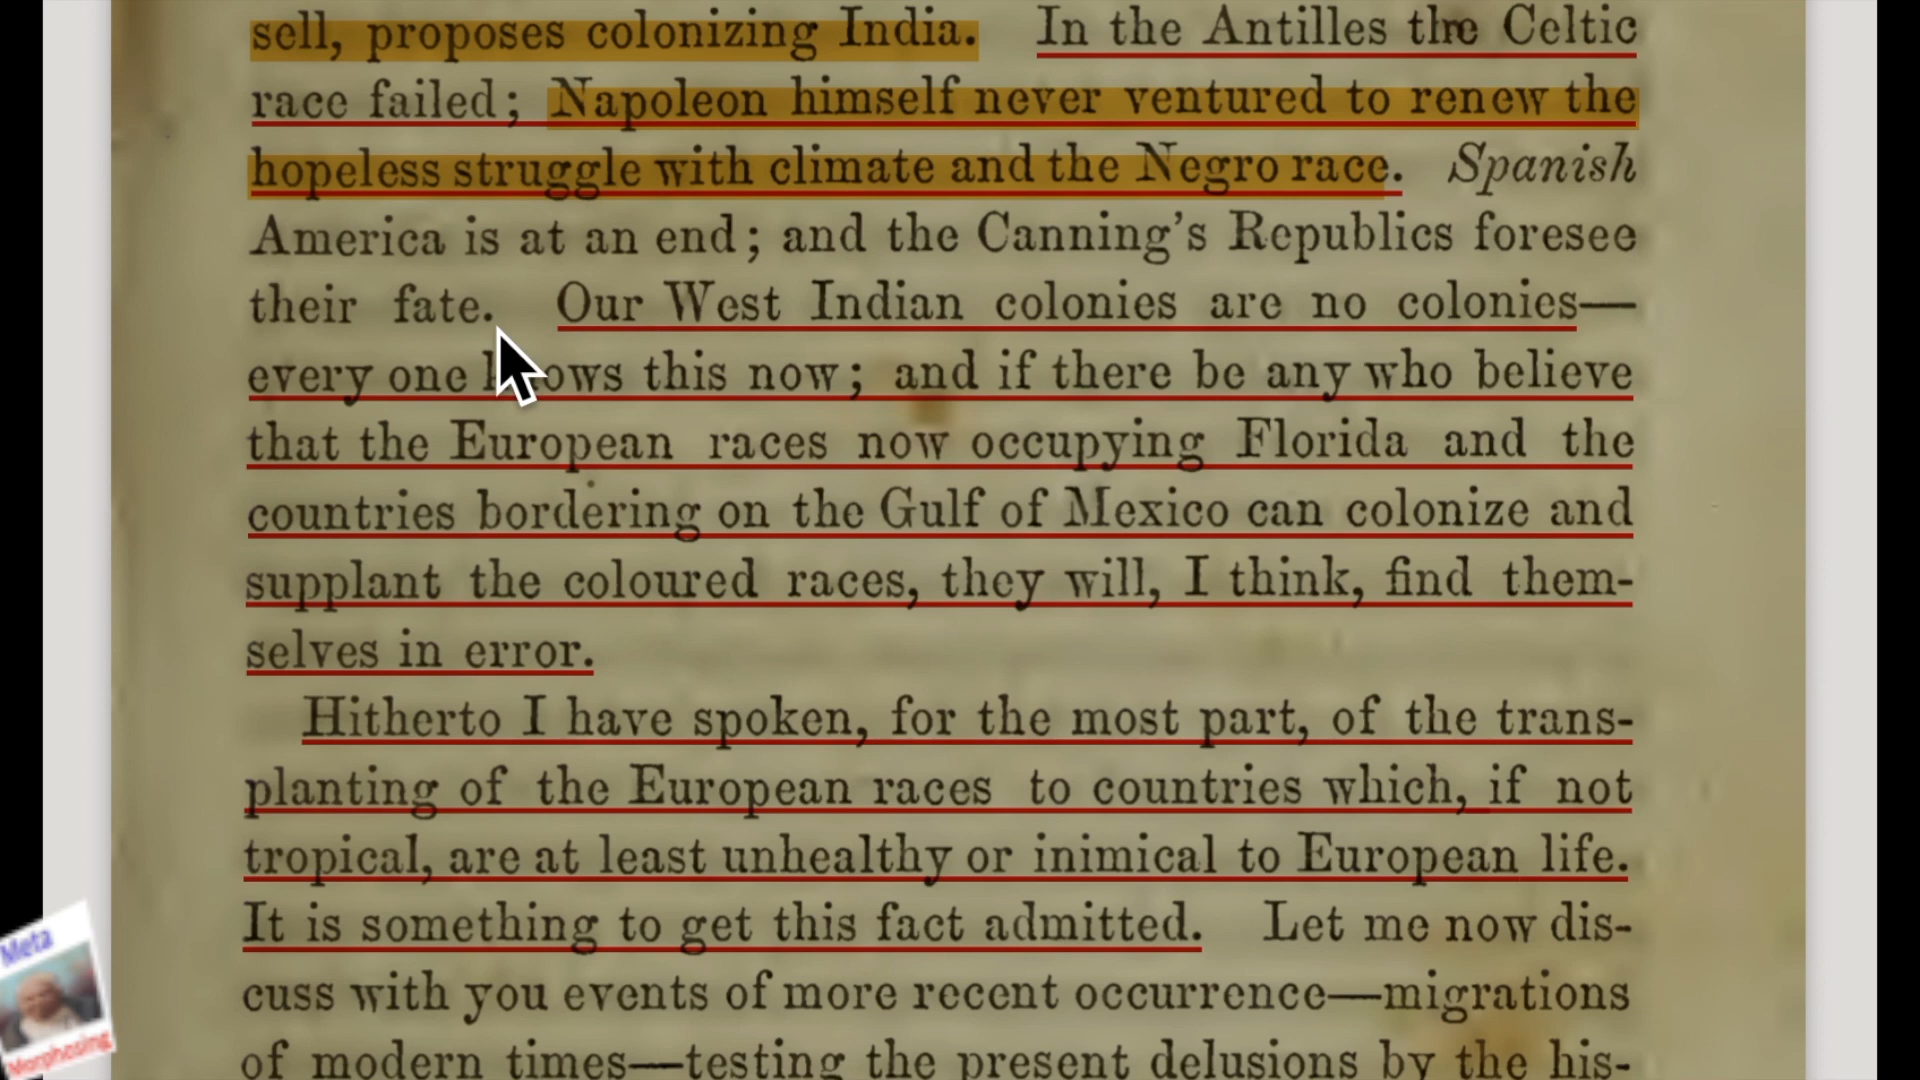 sell, proposes colonizing India. In the Antilles the Celtic
race failed; Napoleon himself never ventured to renew the
hopeless struggle with climate and the Negro race. Spanish
America is at an end; and the Canning's Republics foresee
their fate. Our West Indian colonies are no colonies—
every one knows this now; and if there be any who believe
that the European races now occupying Florida and the
countries bordering on the Gulf of Mexico can colonize and
supplant the coloured races, they will, I think, find them-
selves in error.
Hitherto I have spoken, for the most part, of the trans-
planting of the European races to countries which, if not
tropical, are at least unhealthy or inimical to European life.
It is something to get this fact admitted. Let me now dis-
cuss with you events of more recent occurrence—migrations
of modern times—testing the present delusions by the his-
Meta
Morphosing